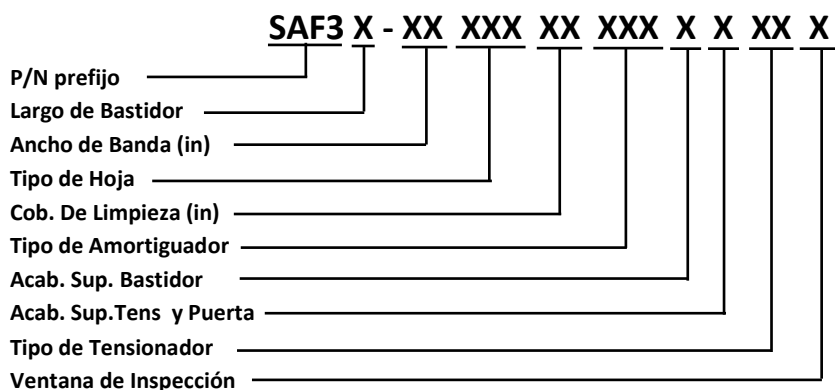 SAF3 X - XX XXX XX XXX X X XX X
P/N prefijo
Largo de Bastidor
Ancho de Banda (in)
Tipo de Hoja
Cob. De Limpieza (in)
Tipo de Amortiguador
Acab. Sup. Bastidor
Acab. Sup.Tens y Puerta
Tipo de Tensionador
Ventana de Inspección